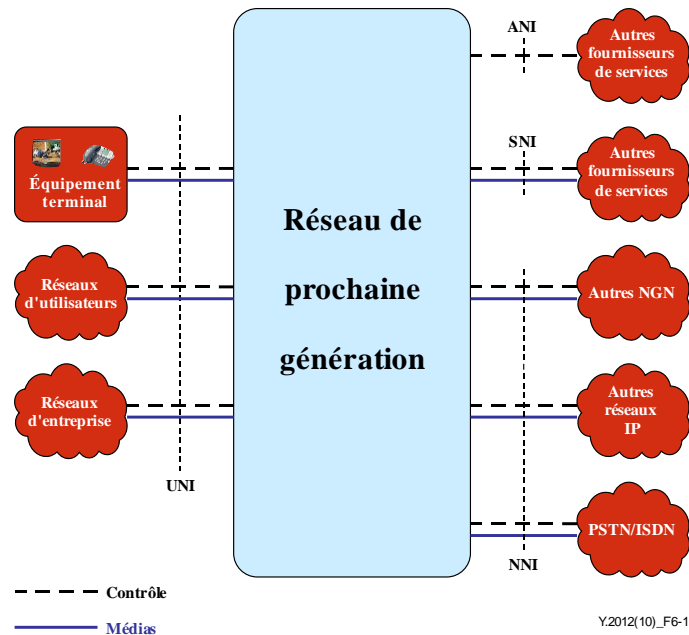 ANI
Autres
fournisseurs
de services
Équipement
terminal
SNI
Autres
fournisseurs
de services
Réseau de
prochaine
génération
Réseaux
d'utilisateurs
Autres NGN
Réseaux
d'entreprise
Autres
réseaux
IP
UNI
PSTN/ISDN
NNI
Contrôle
Médias
Y.2012(10)_F6-1